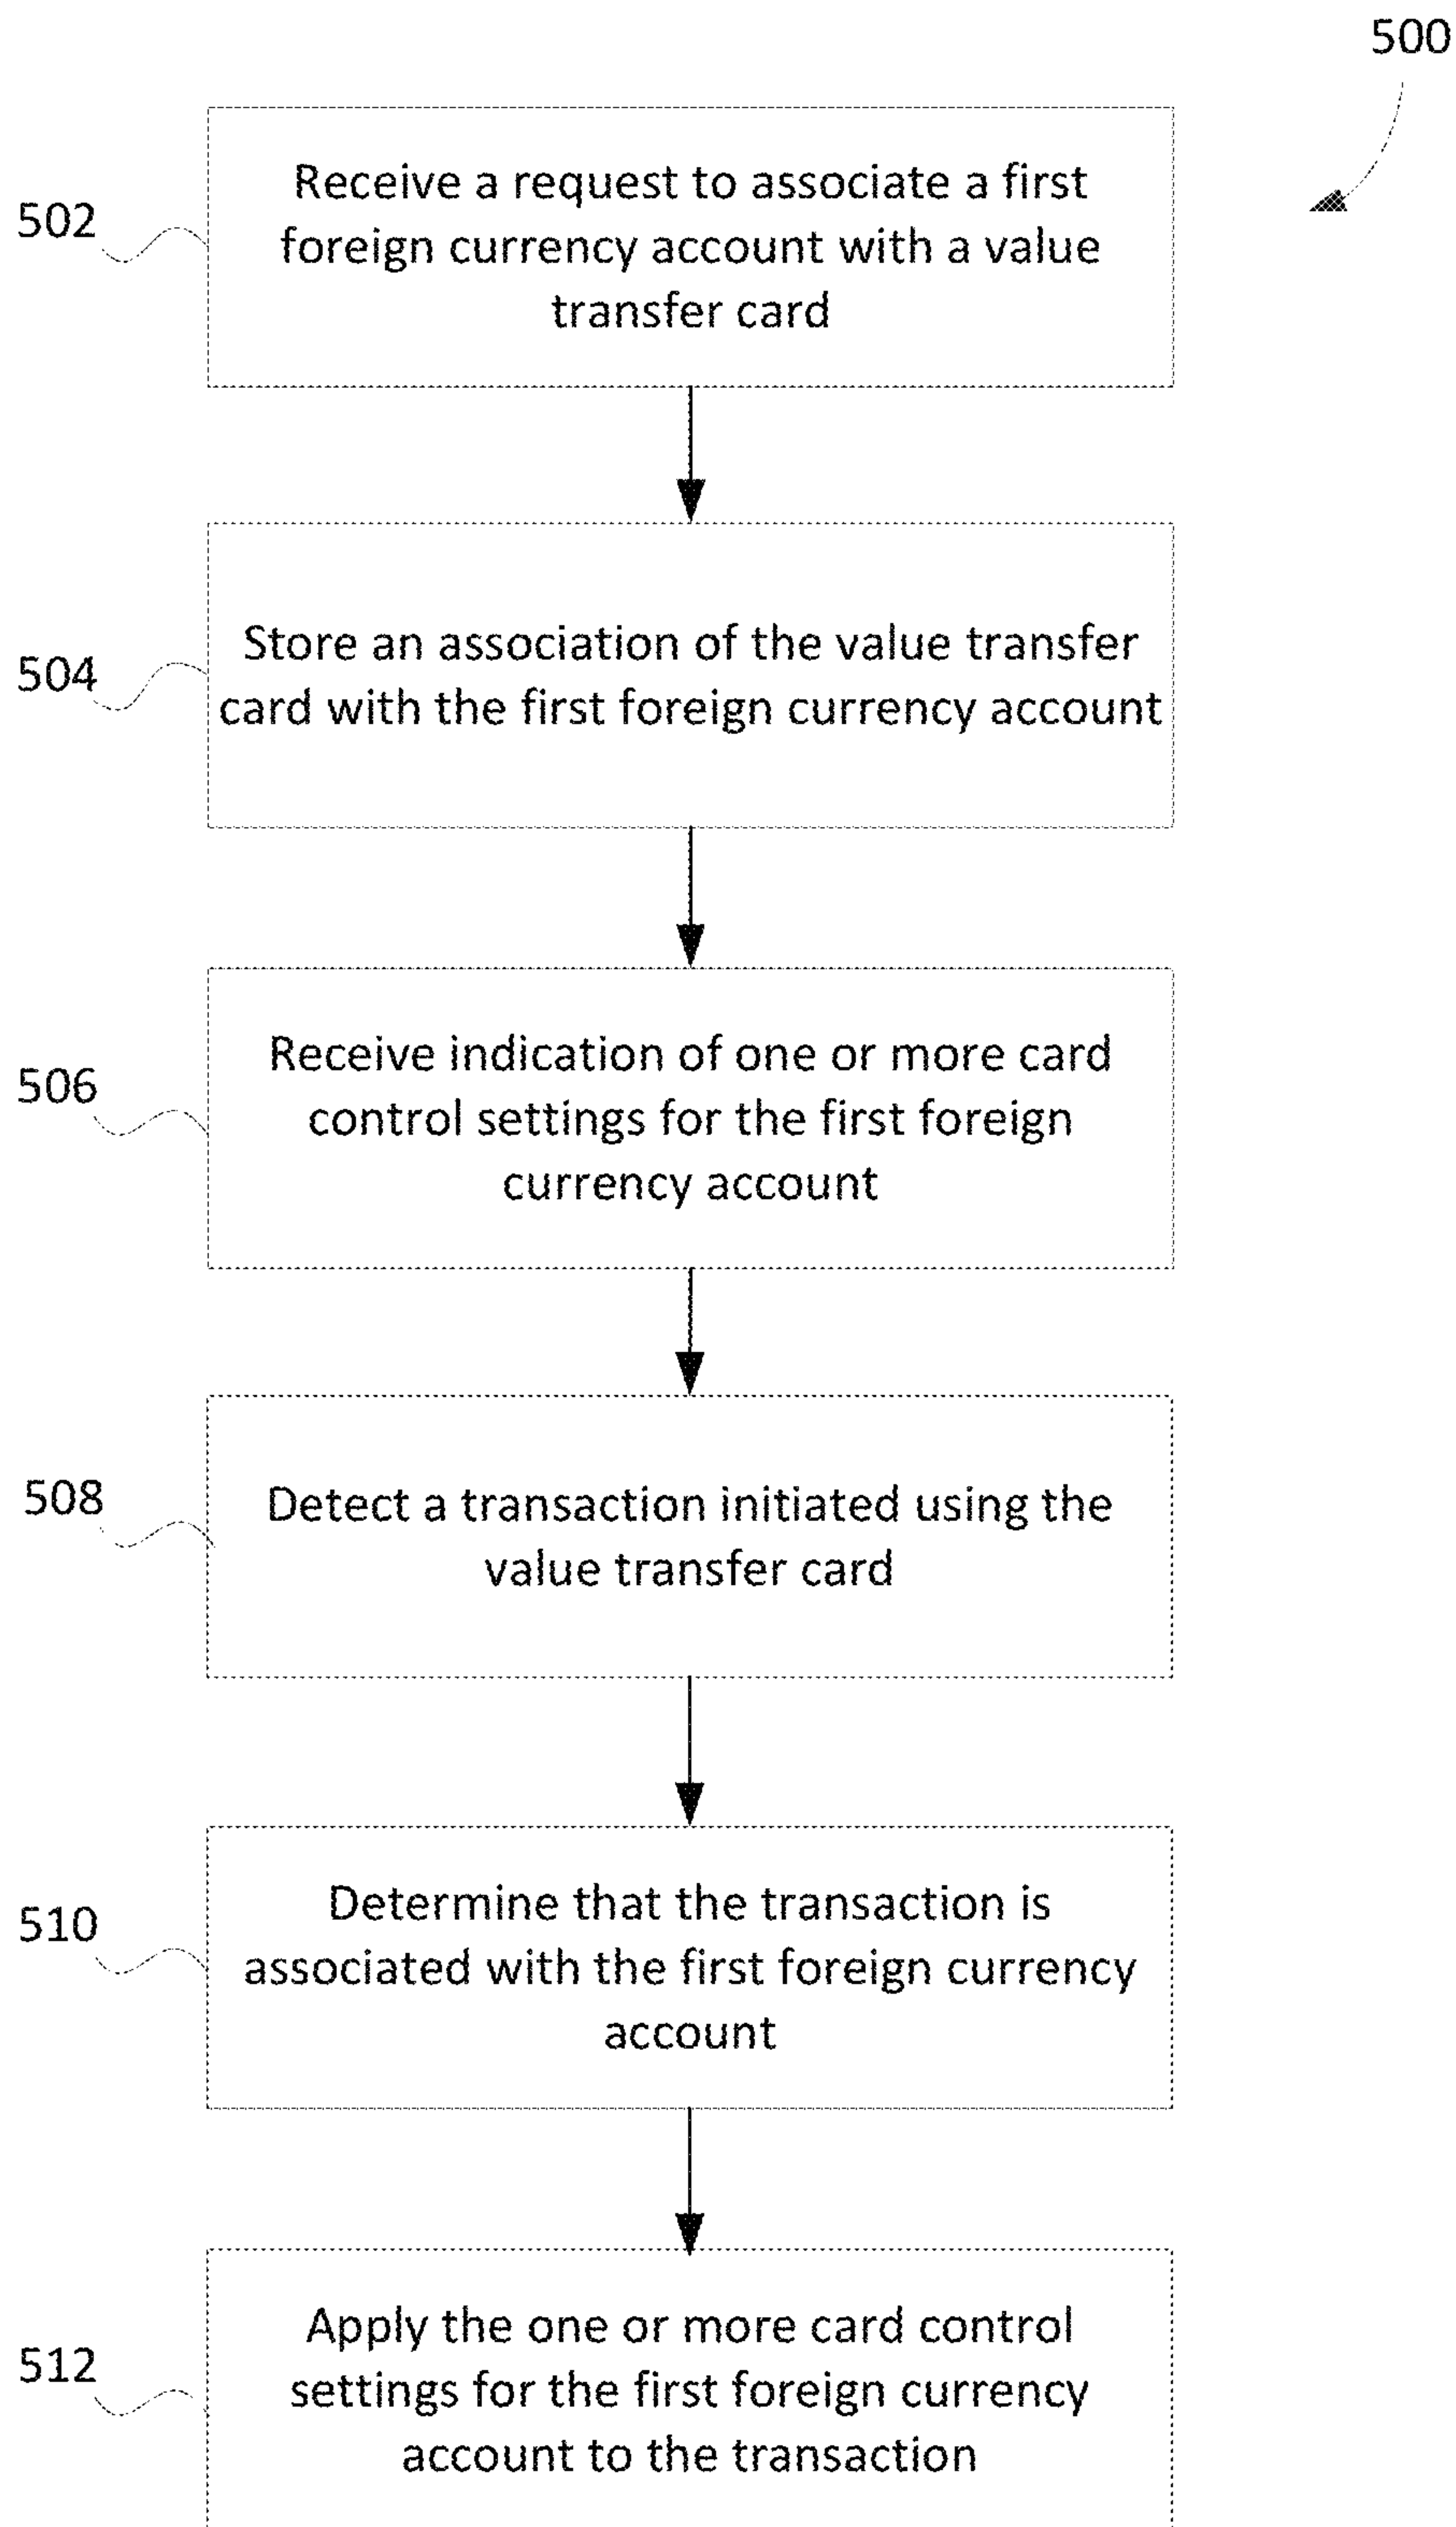 500
502
Receive a request to associate a first
foreign currency account with a value
transfer card
504
Store an association of the value transfer
card with the first foreign currency account
506
Receive indication of one or more card
control settings for the first foreign
currency account
508
Detect a transaction initiated using the
value transfer card
510
Determine that the transaction is
associated with the first foreign currency
account
512
Apply the one or more card control
settings for the first foreign currency
account to the transaction